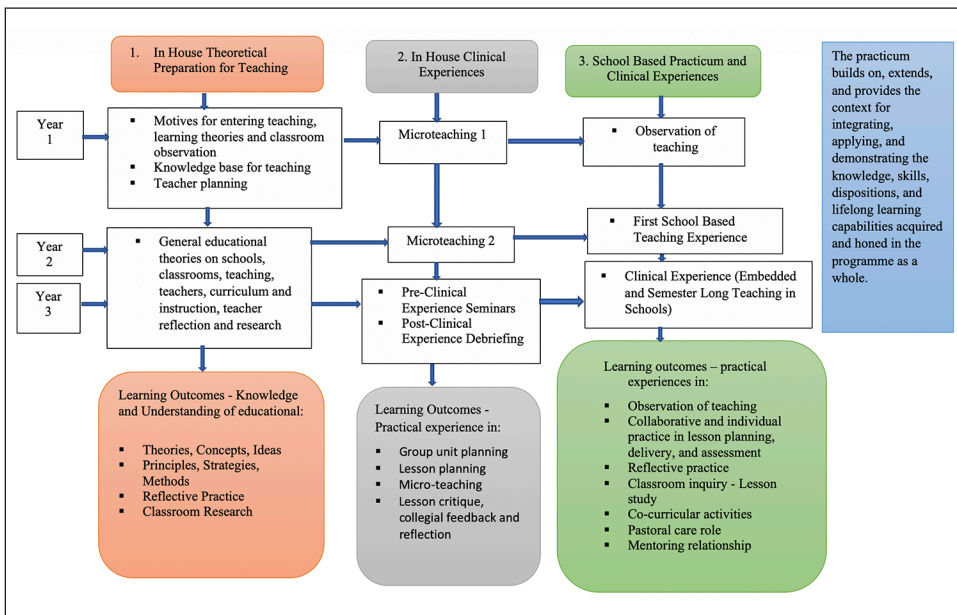 1. In House Theoretical
Preparation for Teaching
2. In House Clinical
Experiences
3. School Based Practicum and
Clinical Experiences
The practicum
builds on, extends,
and provides the
context for
integrating,
applying, and
demonstrating the
knowledge, skills,
dispositions, and
lifelong learning
capabilities acquired
and honed in the
programme as a
whole.
Year
1
▪ Motives for entering teaching,
learning theories and classroom
observation
▪ Knowledge base for teaching
▪ Teacher planning
Microteaching 1
▪ Observation of
teaching
Year
2
Year
3
▪ General educational
theories on schools,
classrooms, teaching,
teachers, curriculum and
instruction, teacher
reflection and research
Microteaching 2
▪ First School Based
Teaching Experience
▪ Pre-Clinical
Experience Seminars
▪ Post-Clinical
Experience Debriefing
▪ Clinical Experience (Embedded
and Semester Long Teaching in
Schools)
Learning Outcomes - Knowledge
and Understanding of educational:
▪ Theories, Concepts, Ideas
▪ Principles, Strategies,
Methods
▪ Reflective Practice
▪ Classroom Research
Learning Outcomes -
Practical experience in:
▪ Group unit planning
▪ Lesson planning
▪ Micro-teaching
▪ Lesson critique,
collegial feedback and
reflection
Learning outcomes – practical
experiences in:
▪ Observation of teaching
▪ Collaborative and individual
practice in lesson planning,
delivery, and assessment
▪ Reflective practice
▪ Classroom inquiry - Lesson
study
▪ Co-curricular activities
▪ Pastoral care role
▪ Mentoring relationship